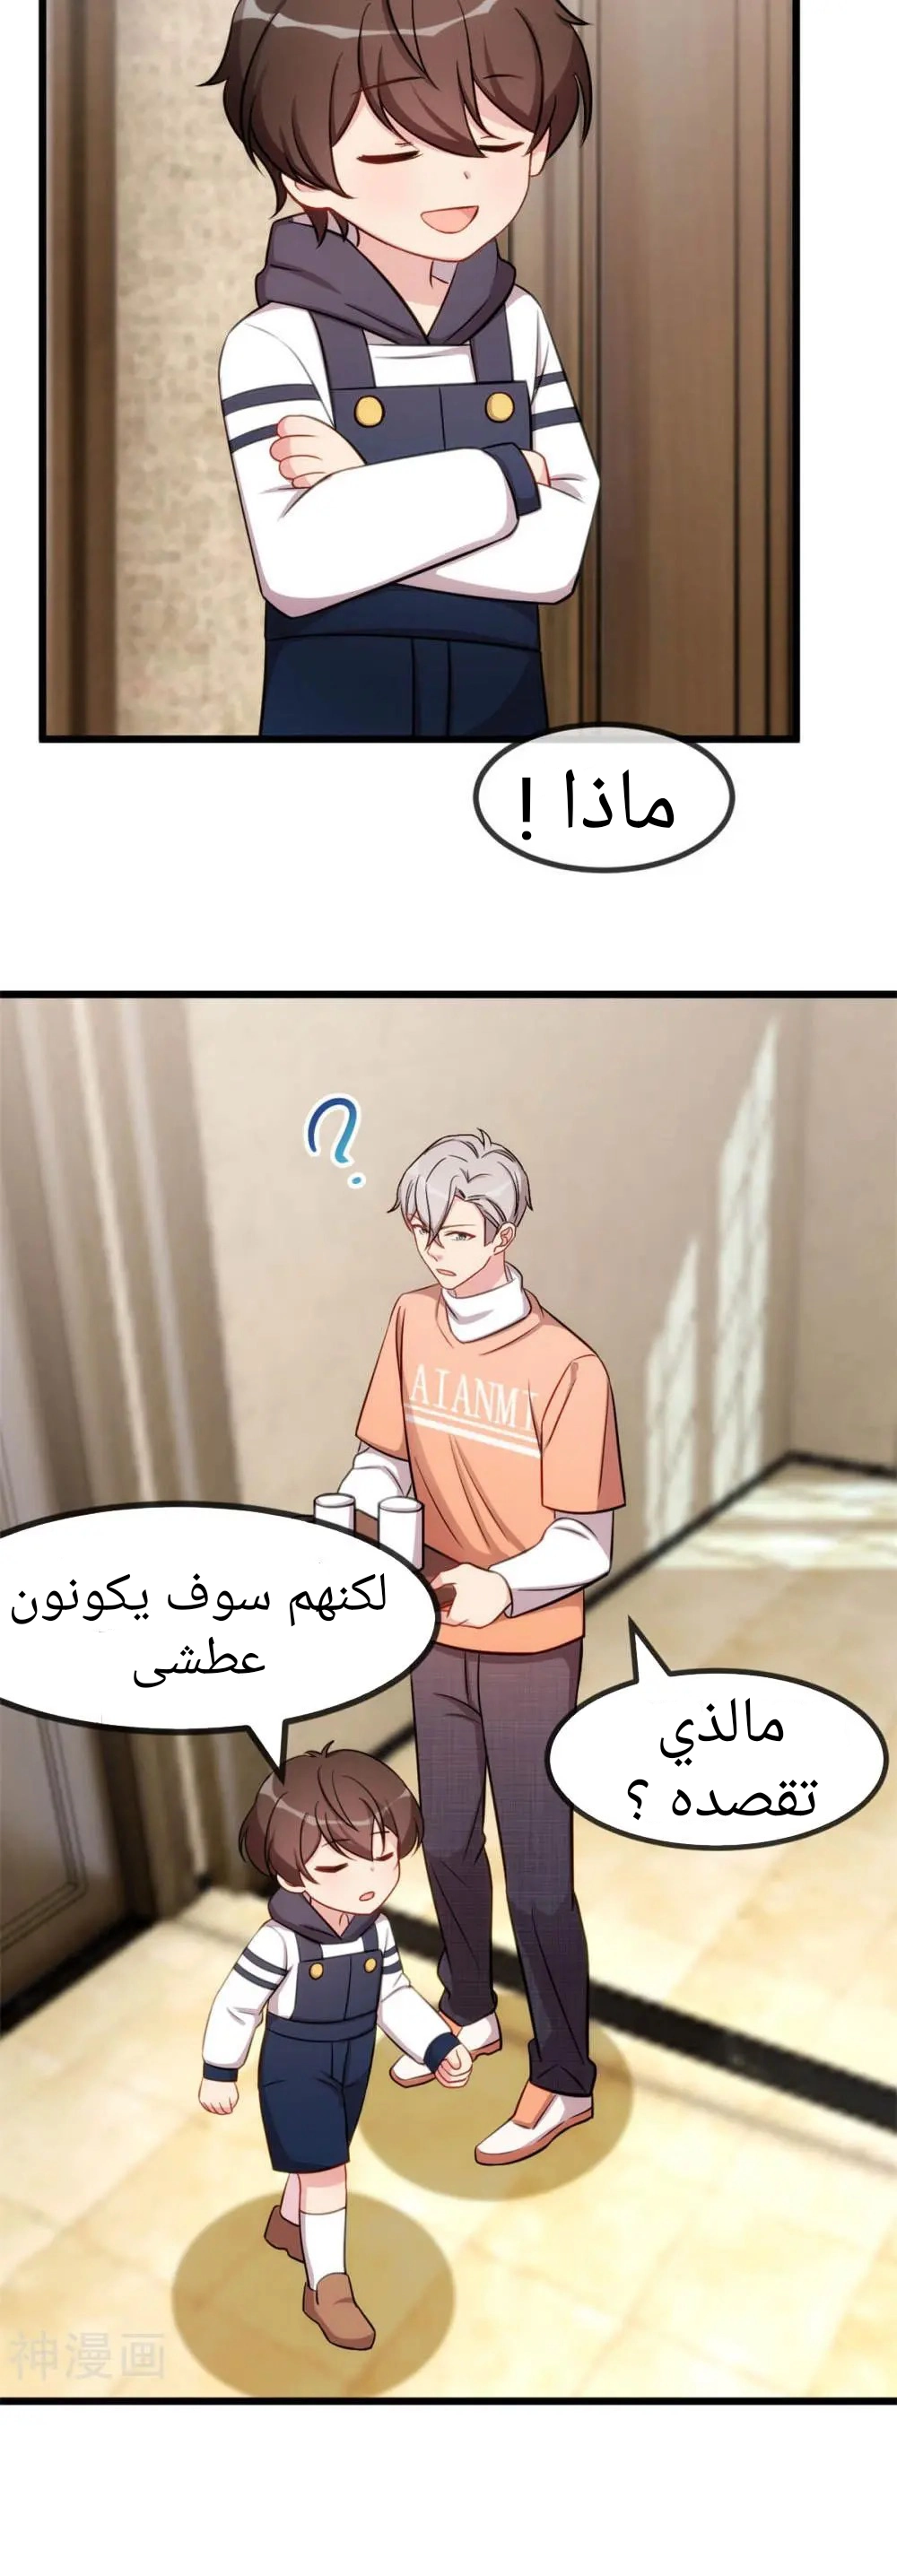 ماذا !
?
AIANMI
لكنهم سوف يكونون
عطشى
مالذي
تقصده ؟
神漫画